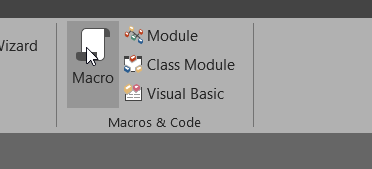 Wizard
Macro
Module
Class Module
Visual Basic
Macros & Code